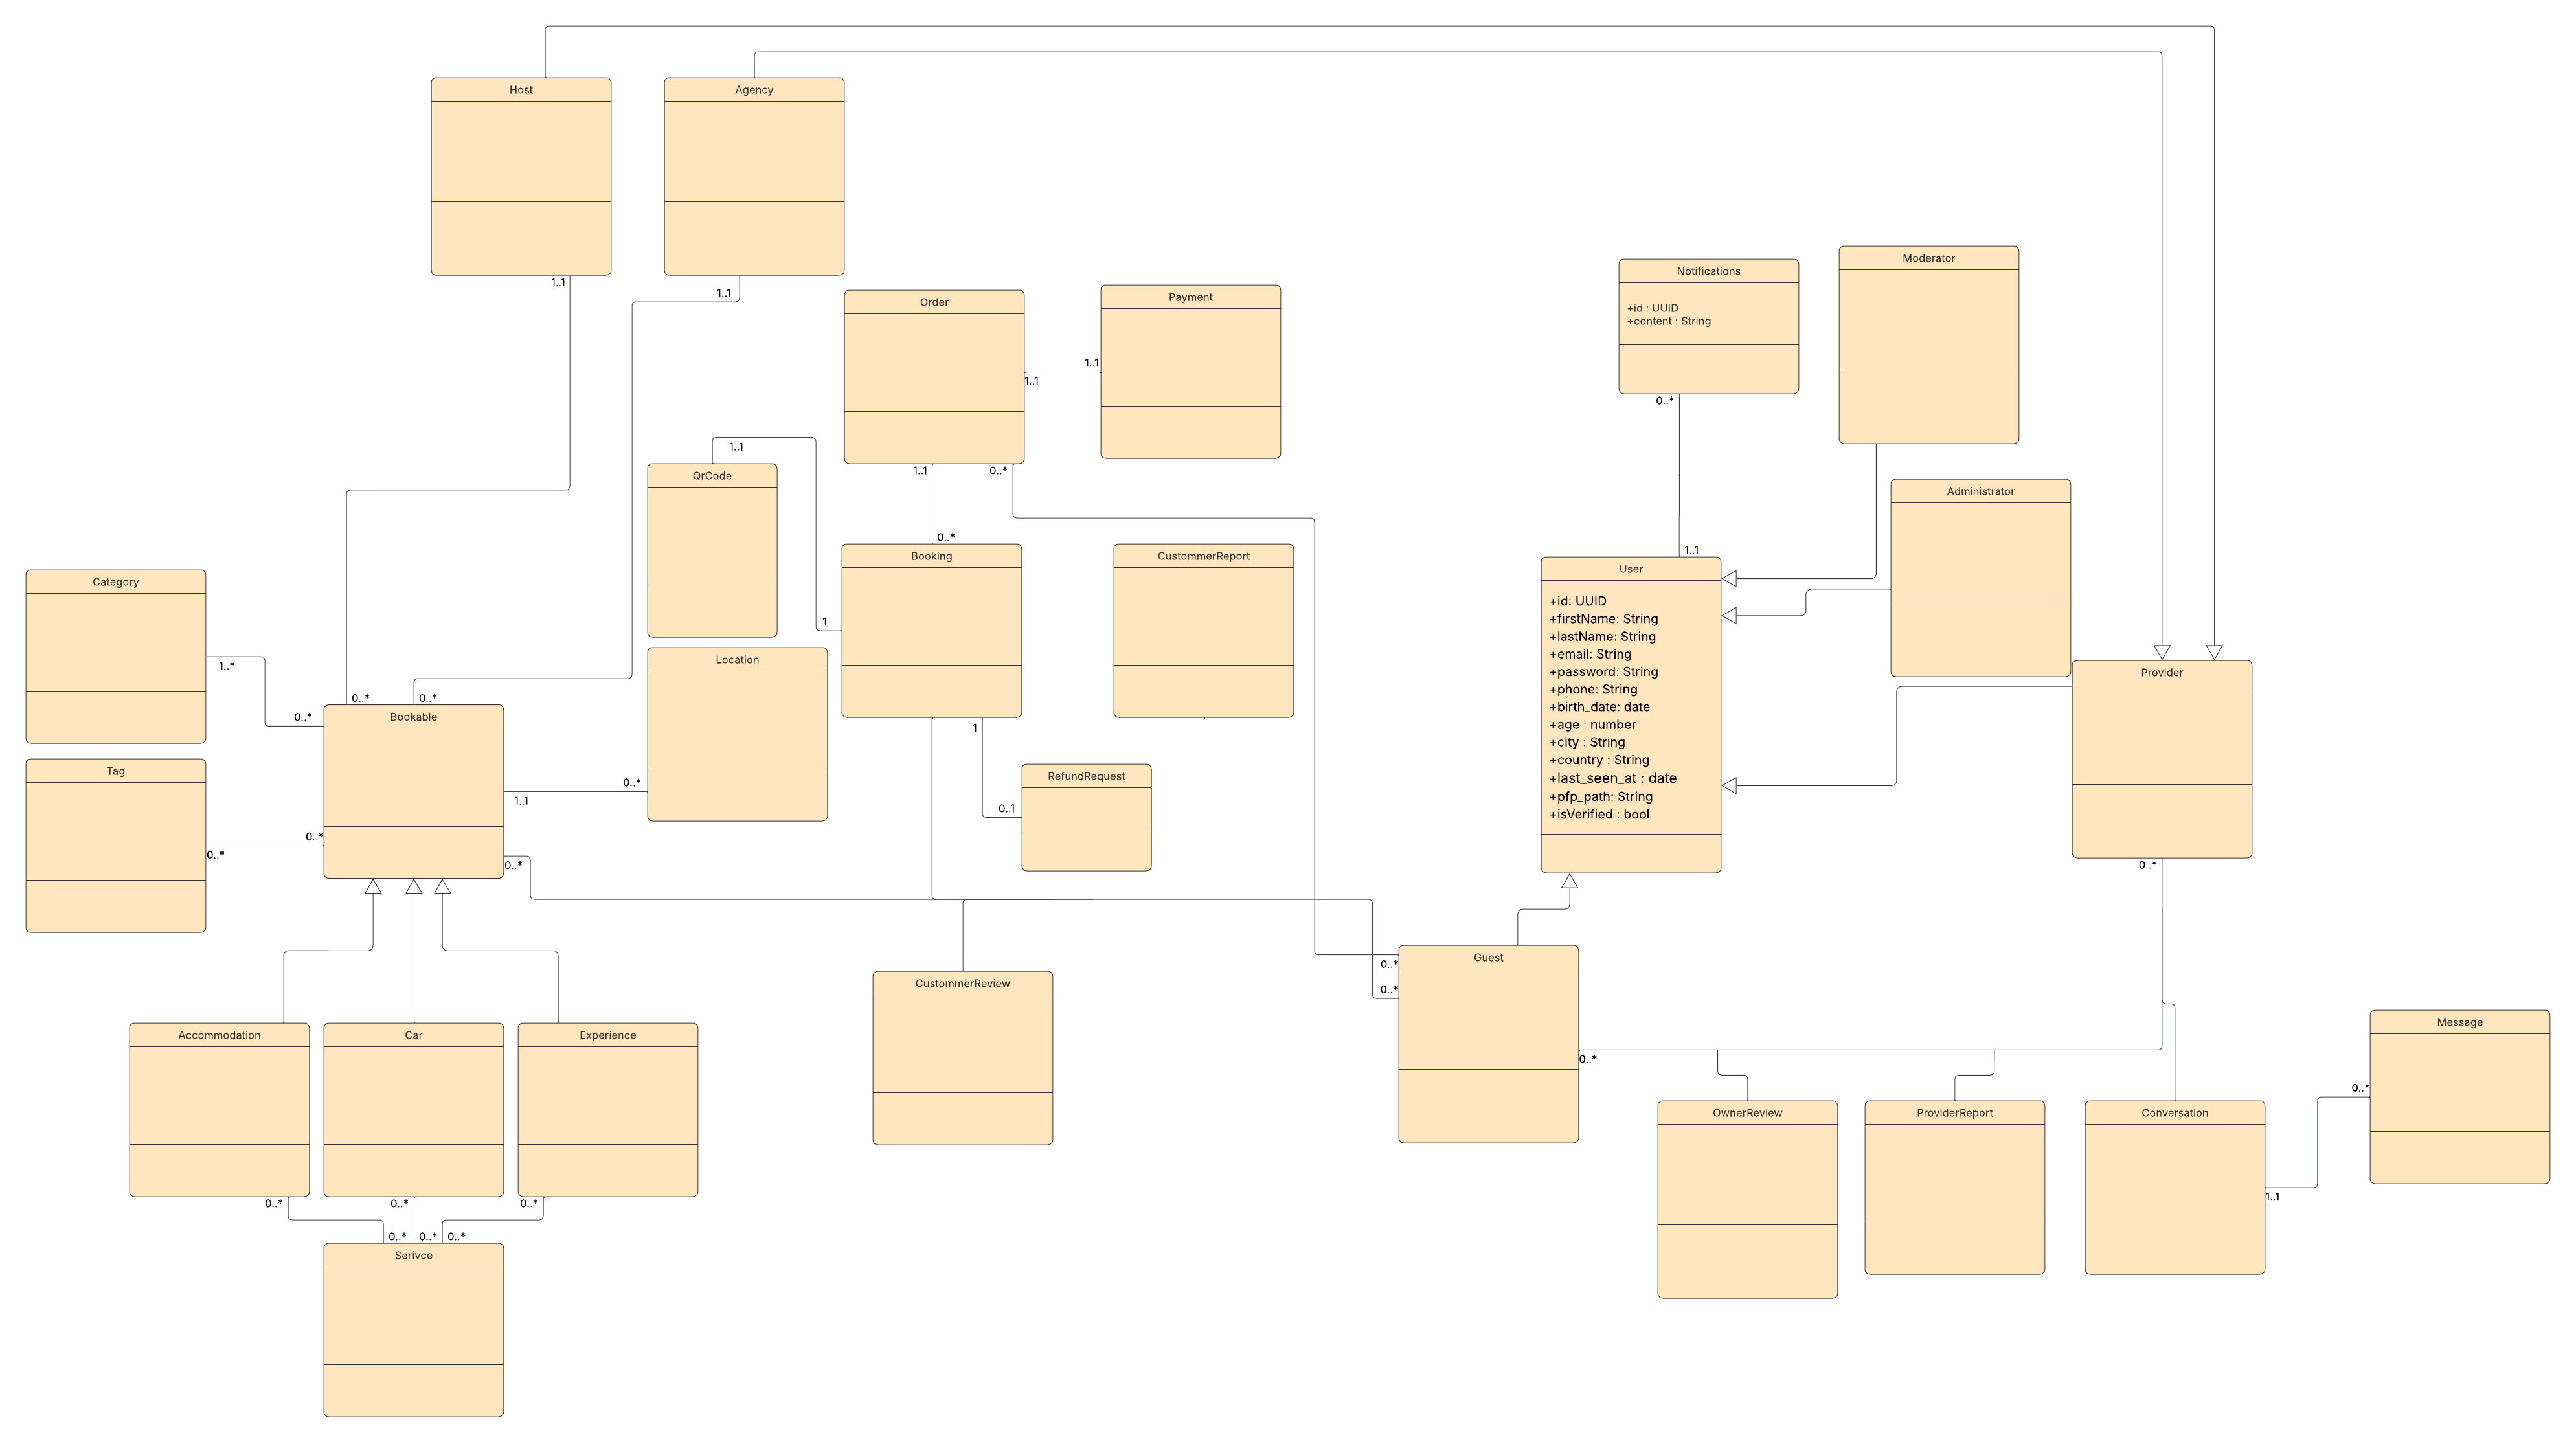 Host
Agency
1..1
1..1
Order
Payment
1..1
1..1
1..1
0..*
Notifications
+id : UUID
+content : String
0..*
Moderator
Administrator
QrCode
1..1
1
Booking
0..*
1
CustommerReport
Category
1..*
0..*
0..*
0..*
Bookable
Location
0..*
1..1
Tag
0..*
0..*
0..*
RefundRequest
0..1
1..1
User
+id: UUID
+firstName: String
+lastName: String
+email: String
+password: String
+phone: String
+birth_date: date
+age : number
+city : String
+country : String
+last_seen_at : date
+pfp_path: String
+isVerified : bool
Provider
0..*
Guest
0..*
0..*
0..*
CustommerReview
Accommodation
Car
Experience
0..*
0..*
0..*
0..*
0..*
0..*
Serivce
OwnerReview
ProviderReport
Conversation
1..1
Message
0..*